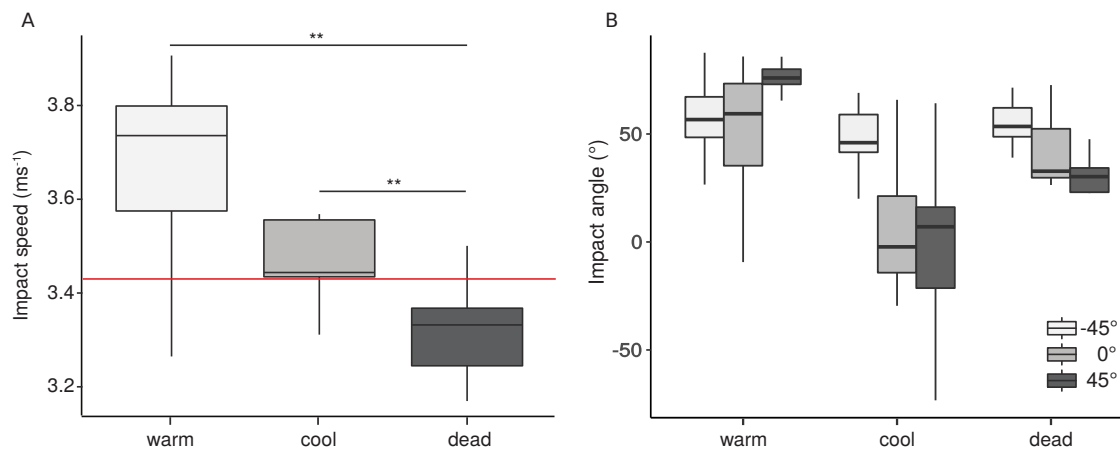 A
Impact speed (ms⁻¹)
3.8
3.6
3.4
3.2
**
**
warm cool dead
B
Impact angle (°)
50
0
-50
warm cool dead
-45°
0°
45°